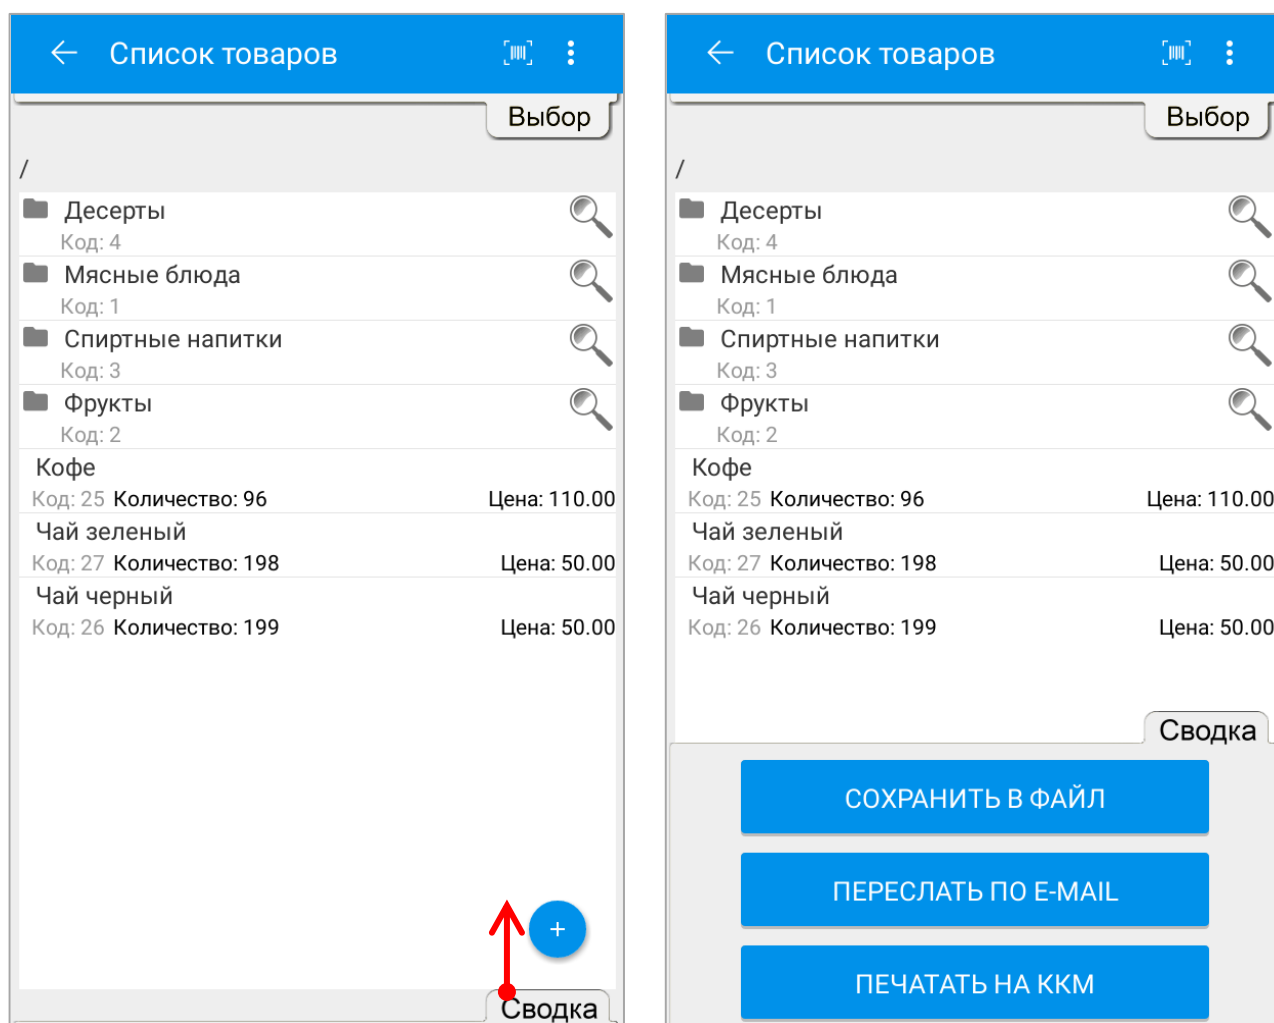 Список товаров
Выбор
/
Десерты
Код: 4
Мясные блюда
Код: 1
Спиртные напитки
Код: 3
Фрукты
Код: 2
Кофе
Код: 25 Количество: 96 Цена: 110.00
Чай зеленый
Код: 27 Количество: 198 Цена: 50.00
Чай черный
Код: 26 Количество: 199 Цена: 50.00
+
Сводка
Список товаров
Выбор
/
Десерты
Код: 4
Мясные блюда
Код: 1
Спиртные напитки
Код: 3
Фрукты
Код: 2
Кофе
Код: 25 Количество: 96 Цена: 110.00
Чай зеленый
Код: 27 Количество: 198 Цена: 50.00
Чай черный
Код: 26 Количество: 199 Цена: 50.00
Сводка
СОХРАНИТЬ В ФАЙЛ
ПЕРЕСЛАТЬ ПО E-MAIL
ПЕЧАТАТЬ НА ККМ